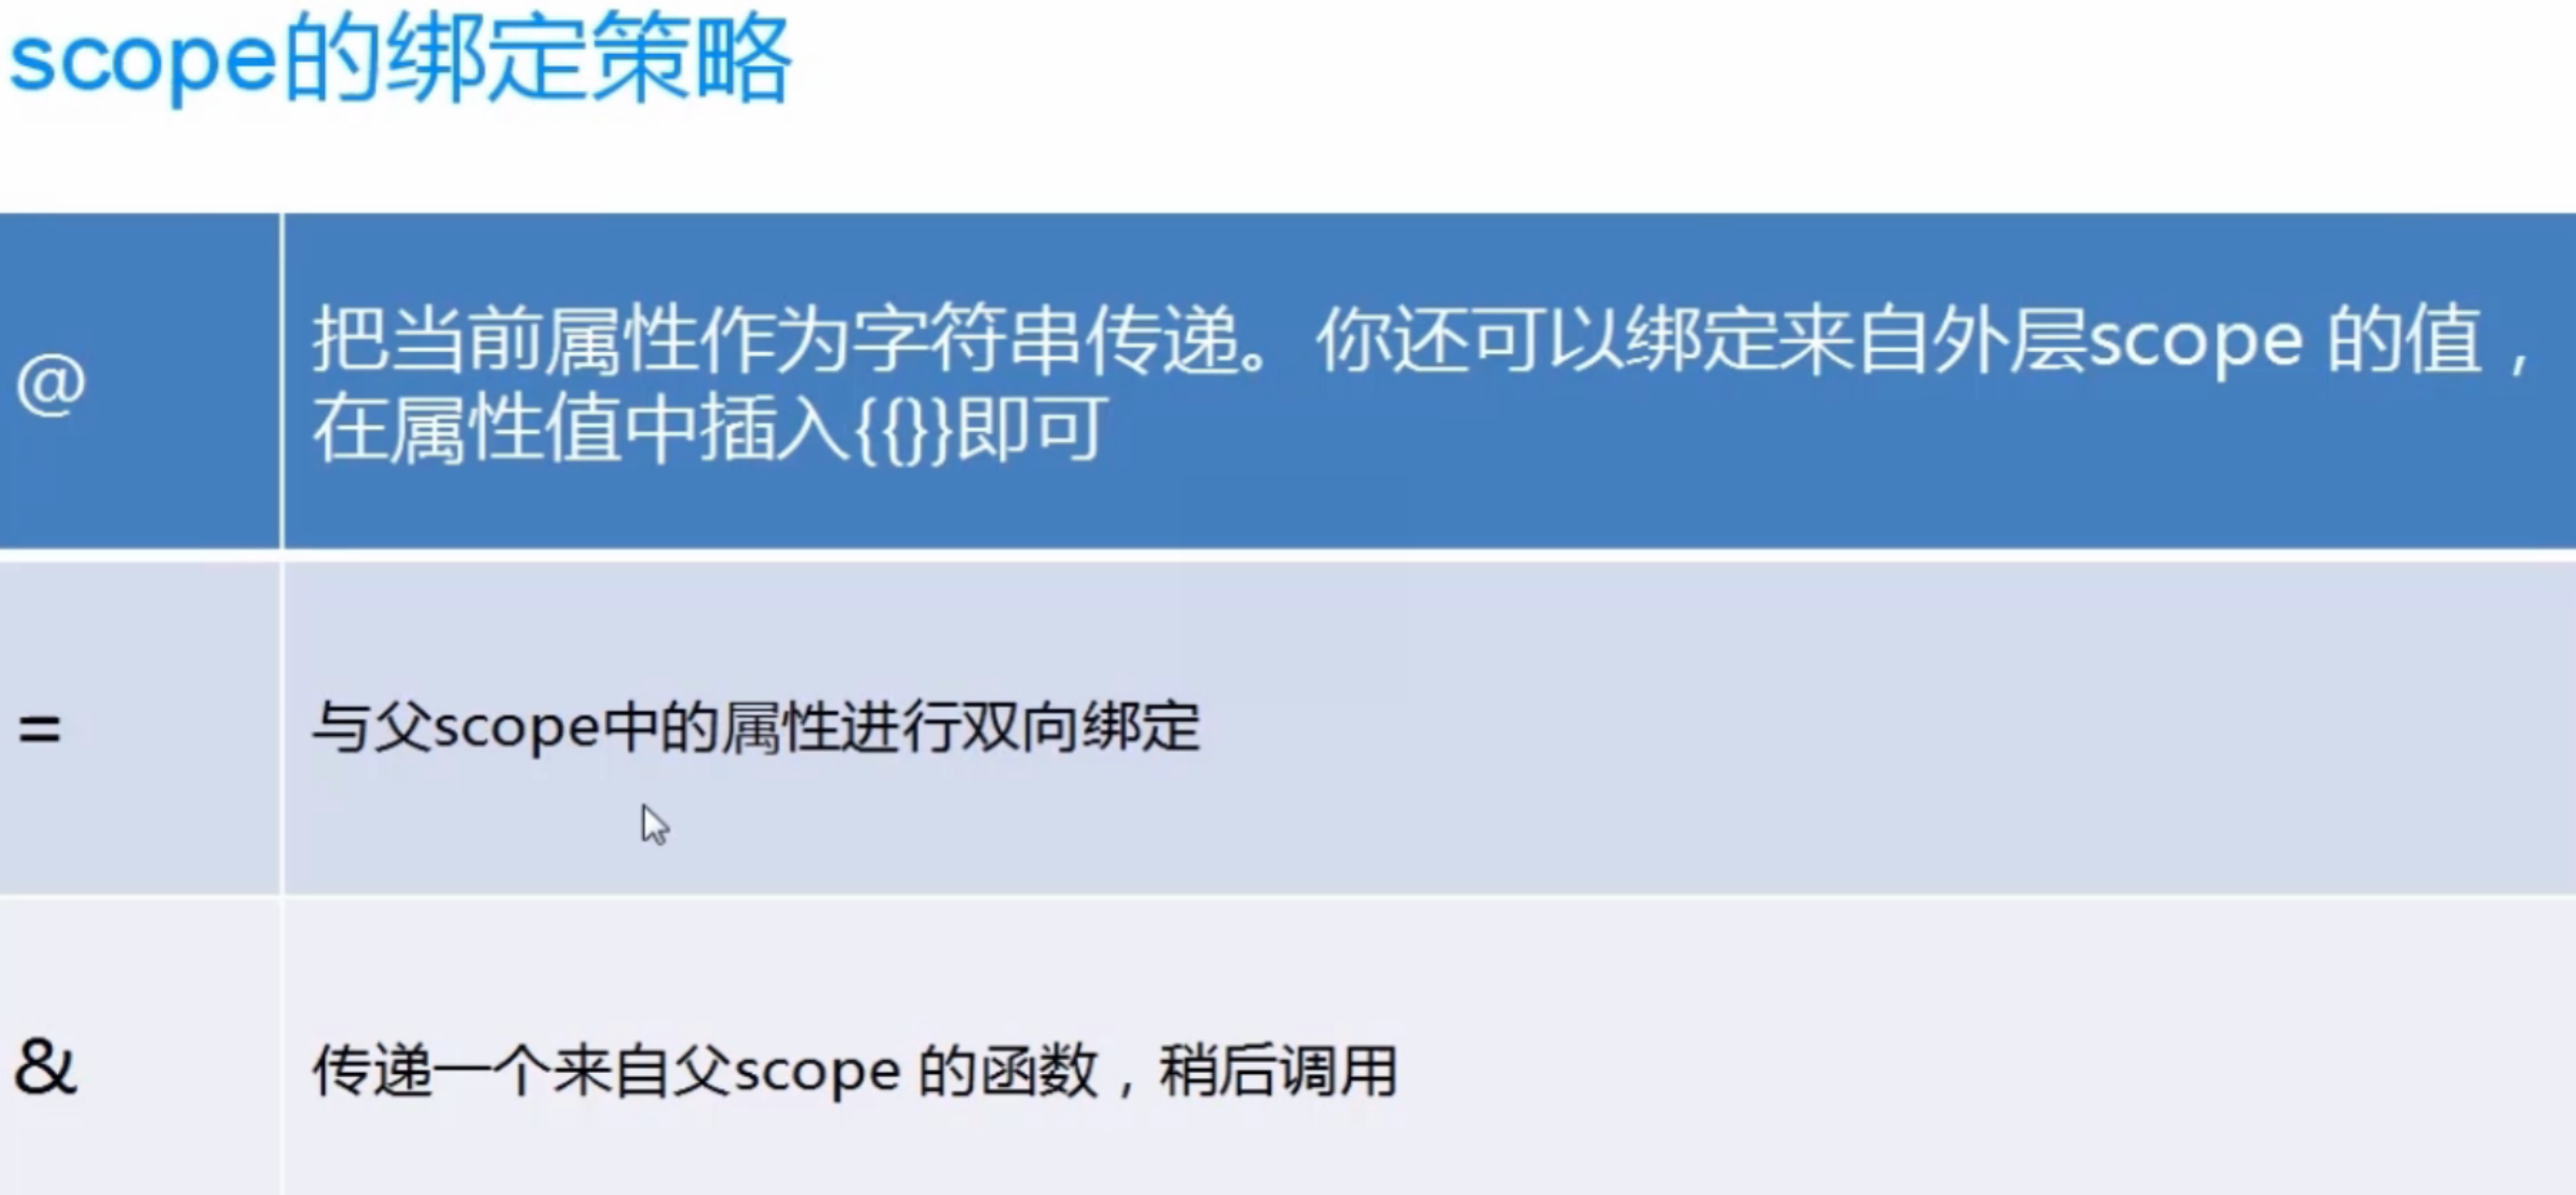 scope的绑定策略
@
把当前属性作为字符串传递。你还可以绑定来自外层scope 的值，
在属性值中插入{{}}即可
=
与父scope中的属性进行双向绑定
&
传递一个来自父scope 的函数，稍后调用